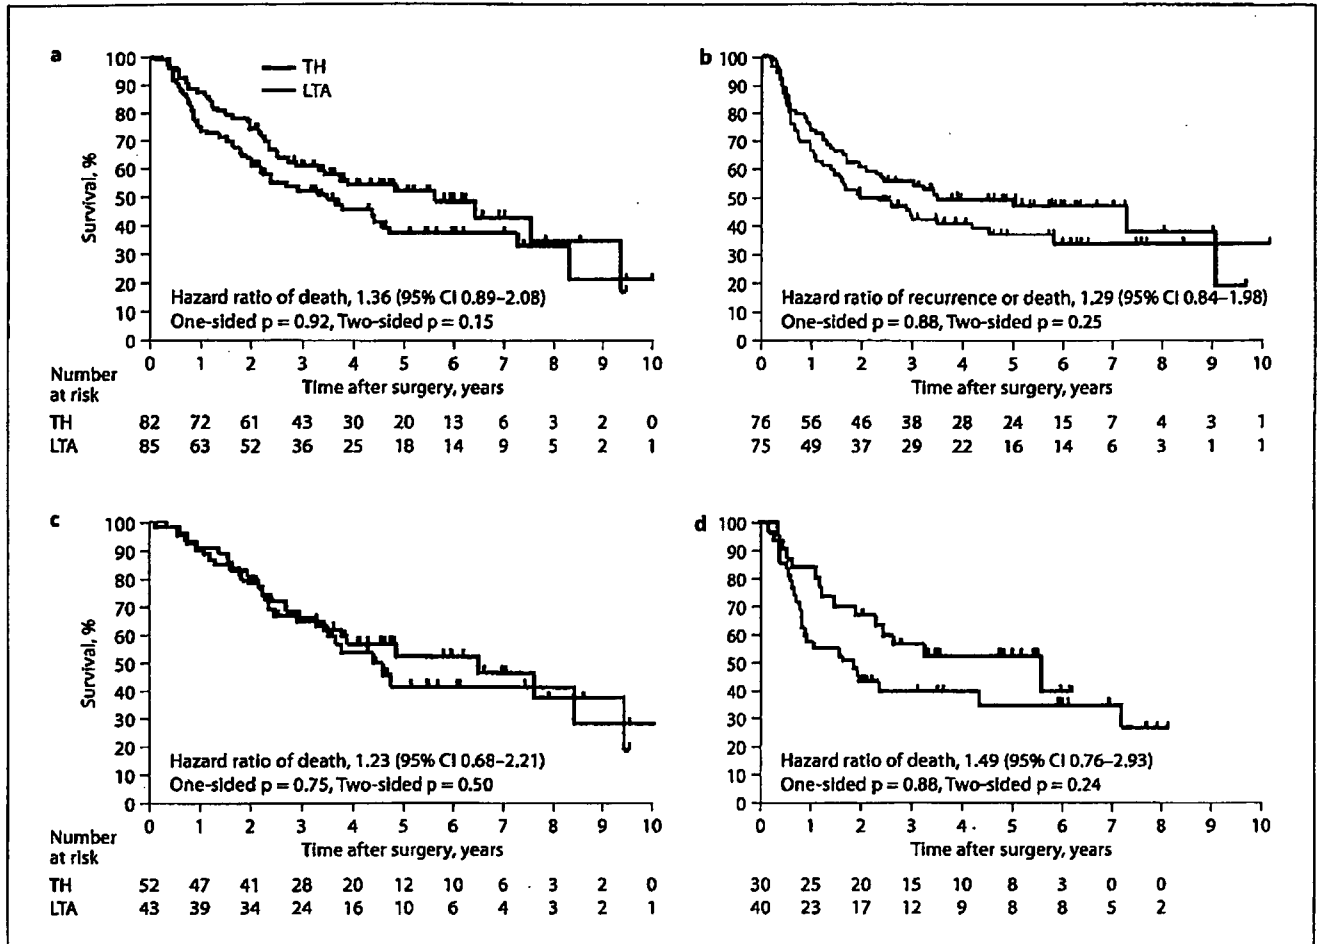 a
100
90
80
70
60
50
40
30
20
10
0
Survival, %
TH
LTA
Hazard ratio of death, 1.36 (95% CI 0.89–2.08)
One-sided p = 0.92, Two-sided p = 0.15
0 1 2 3 4 5 6 7 8 9 10
Time after surgery, years
Number
at risk
TH 82 72 61 43 30 20 13 6 3 2 0
LTA 85 63 52 36 25 18 14 9 5 2 1
b
100
90
80
70
60
50
40
30
20
10
0
Hazard ratio of recurrence or death, 1.29 (95% CI 0.84–1.98)
One-sided p = 0.88, Two-sided p = 0.25
0 1 2 3 4 5 6 7 8 9 10
Time after surgery, years
76 56 46 38 28 24 15 7 4 3 1
75 49 37 29 22 16 14 6 3 1 1
c
100
90
80
70
60
50
40
30
20
10
0
Survival, %
Hazard ratio of death, 1.23 (95% CI 0.68–2.21)
One-sided p = 0.75, Two-sided p = 0.50
0 1 2 3 4 5 6 7 8 9 10
Time after surgery, years
Number
at risk
TH 52 47 41 28 20 12 10 6 3 2 0
LTA 43 39 34 24 16 10 6 4 3 2 1
d
100
90
80
70
60
50
40
30
20
10
0
Hazard ratio of death, 1.49 (95% CI 0.76–2.93)
One-sided p = 0.88, Two-sided p = 0.24
0 1 2 3 4 5 6 7 8 9 10
Time after surgery, years
30 25 20 15 10 8 3 0 0
40 23 17 12 9 8 8 5 2